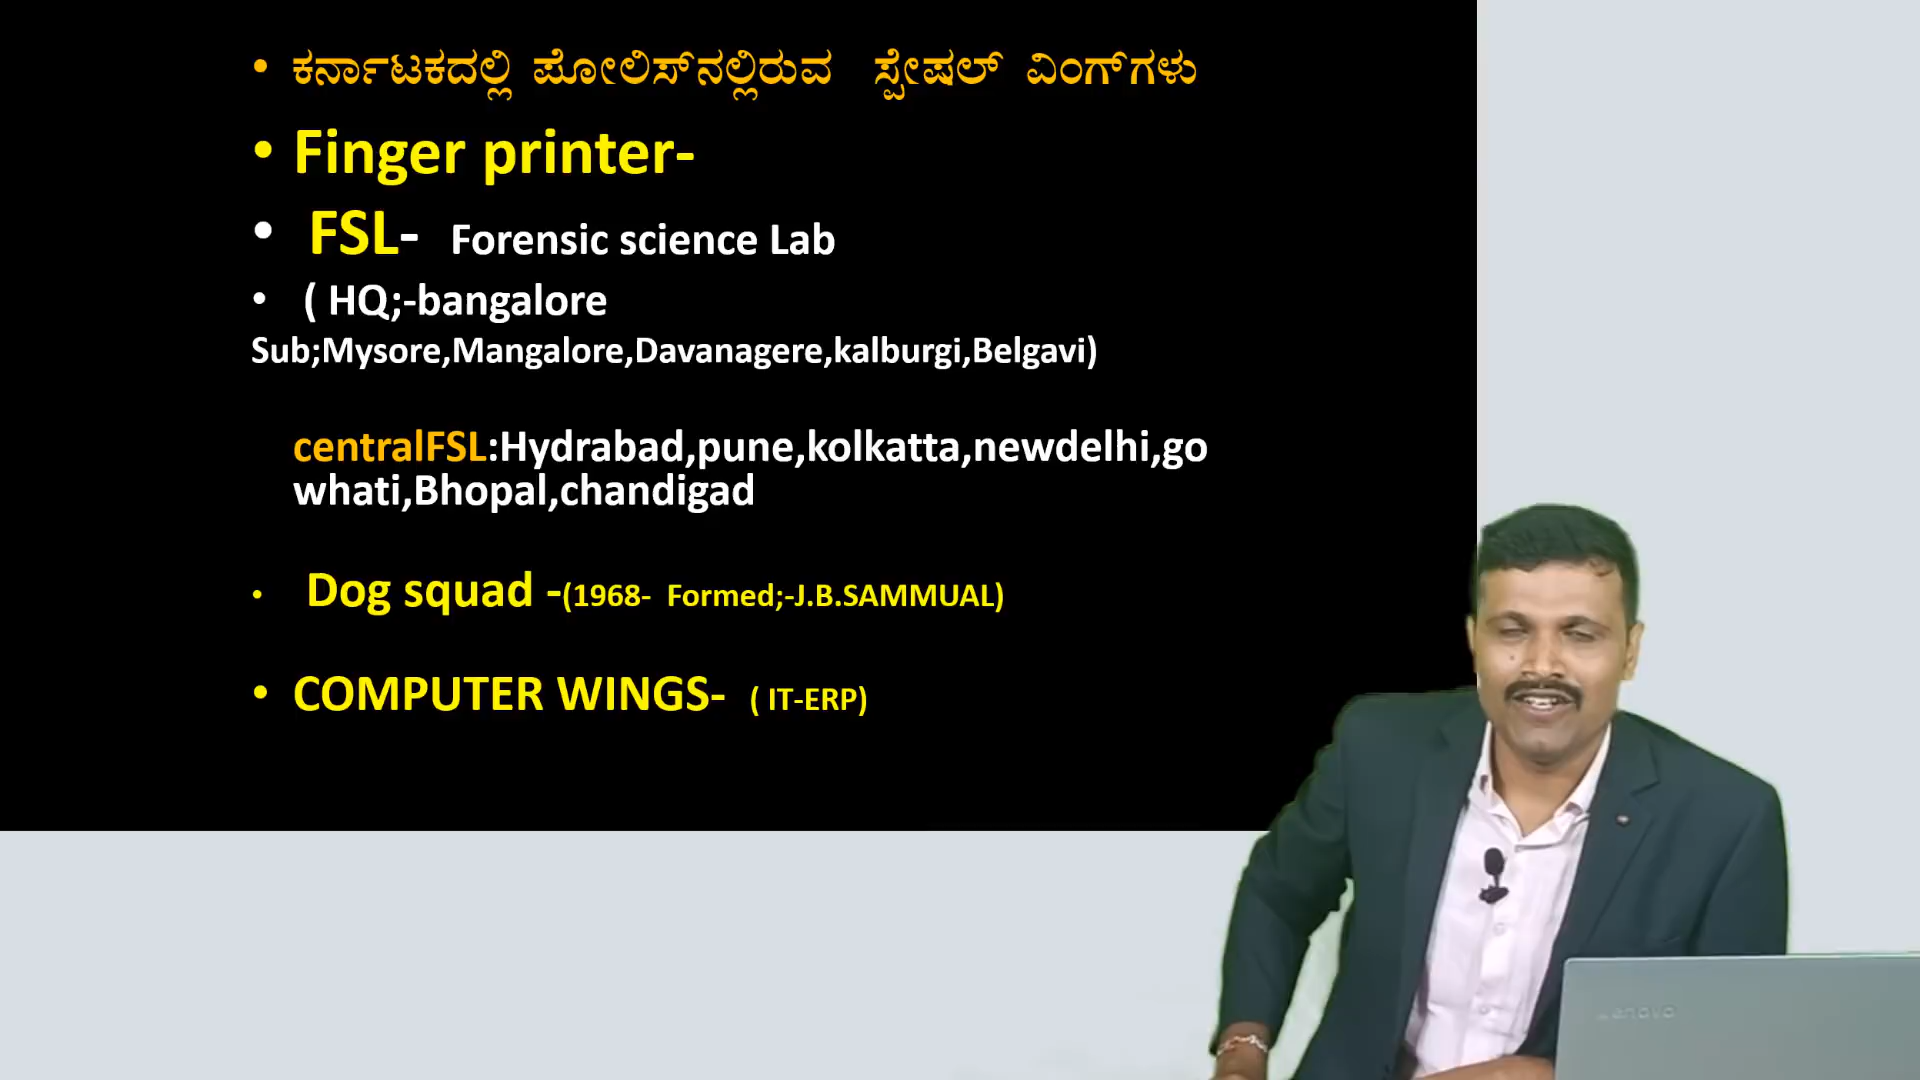 • ಕರ್ನಾಟಕದಲ್ಲಿ ಪೋಲಿಸ್‌ನಲ್ಲಿರುವ ಸ್ಪೇಷಲ್ ವಿಂಗ್‌ಗಳು
• Finger printer-
• FSL- Forensic science Lab
• ( HQ;-bangalore
Sub;Mysore,Mangalore,Davanagere,kalburgi,Belgavi)
centralFSL:Hydrabad,pune,kolkatta,newdelhi,go
whati,Bhopal,chandigad
• Dog squad -(1968- Formed;-J.B.SAMMUAL)
• COMPUTER WINGS- ( IT-ERP)
Lenovo